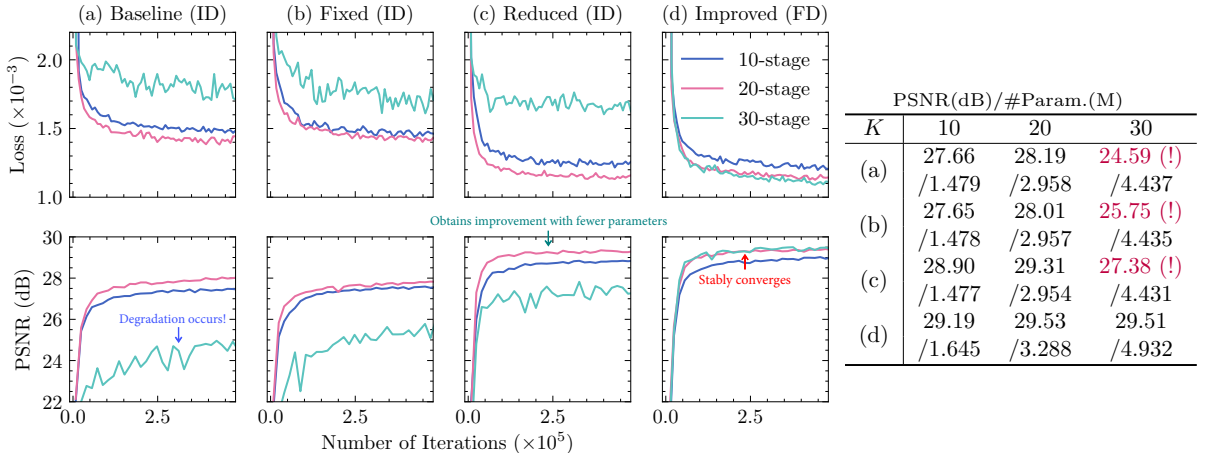 (a) Baseline (ID)
(b) Fixed (ID)
(c) Reduced (ID)
(d) Improved (FD)
Loss (×10⁻³)
2.0
1.5
1.0
10-stage
20-stage
30-stage
PSNR (dB)
30
28
26
24
22
Degradation occurs!
Obtains improvement with fewer parameters
Stably converges
0.0 2.5
0.0 2.5
0.0 2.5
0.0 2.5
Number of Iterations (×10⁵)
PSNR(dB)/#Param.(M)
K 10 20 30
(a) 27.66 28.19 24.59 (!)
/1.479 /2.958 /4.437
(b) 27.65 28.01 25.75 (!)
/1.478 /2.957 /4.435
(c) 28.90 29.31 27.38 (!)
/1.477 /2.954 /4.431
(d) 29.19 29.53 29.51
/1.645 /3.288 /4.932